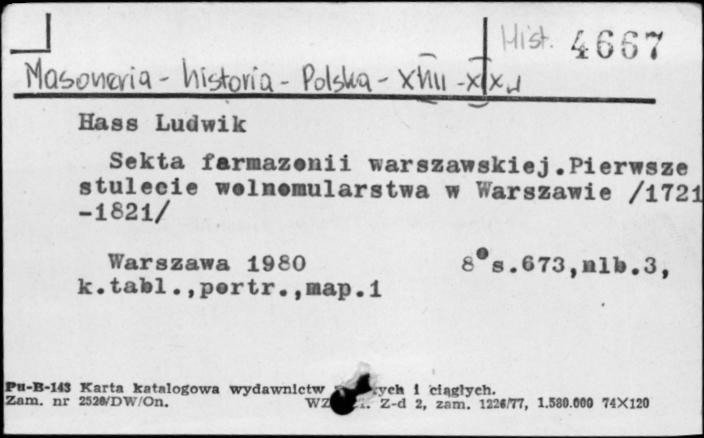 Hist. 4667
Masoneria - historia - Polska - XVIII - XIX w
Hass Ludwik
Sekta farmazonii warszawskiej.Pierwsze
stulecie wolnomularstwa w Warszawie /1721
-1821/
Warszawa 1980 8° s.673,nlb.3,
k.tabl.,portr.,map.1
Pu-B-143 Karta katalogowa wydawnictw i ciągłych.
Zam. nr 2528/DW/On. WZ Z-d 2, zam. 1226/77, 1.580.000 74X120